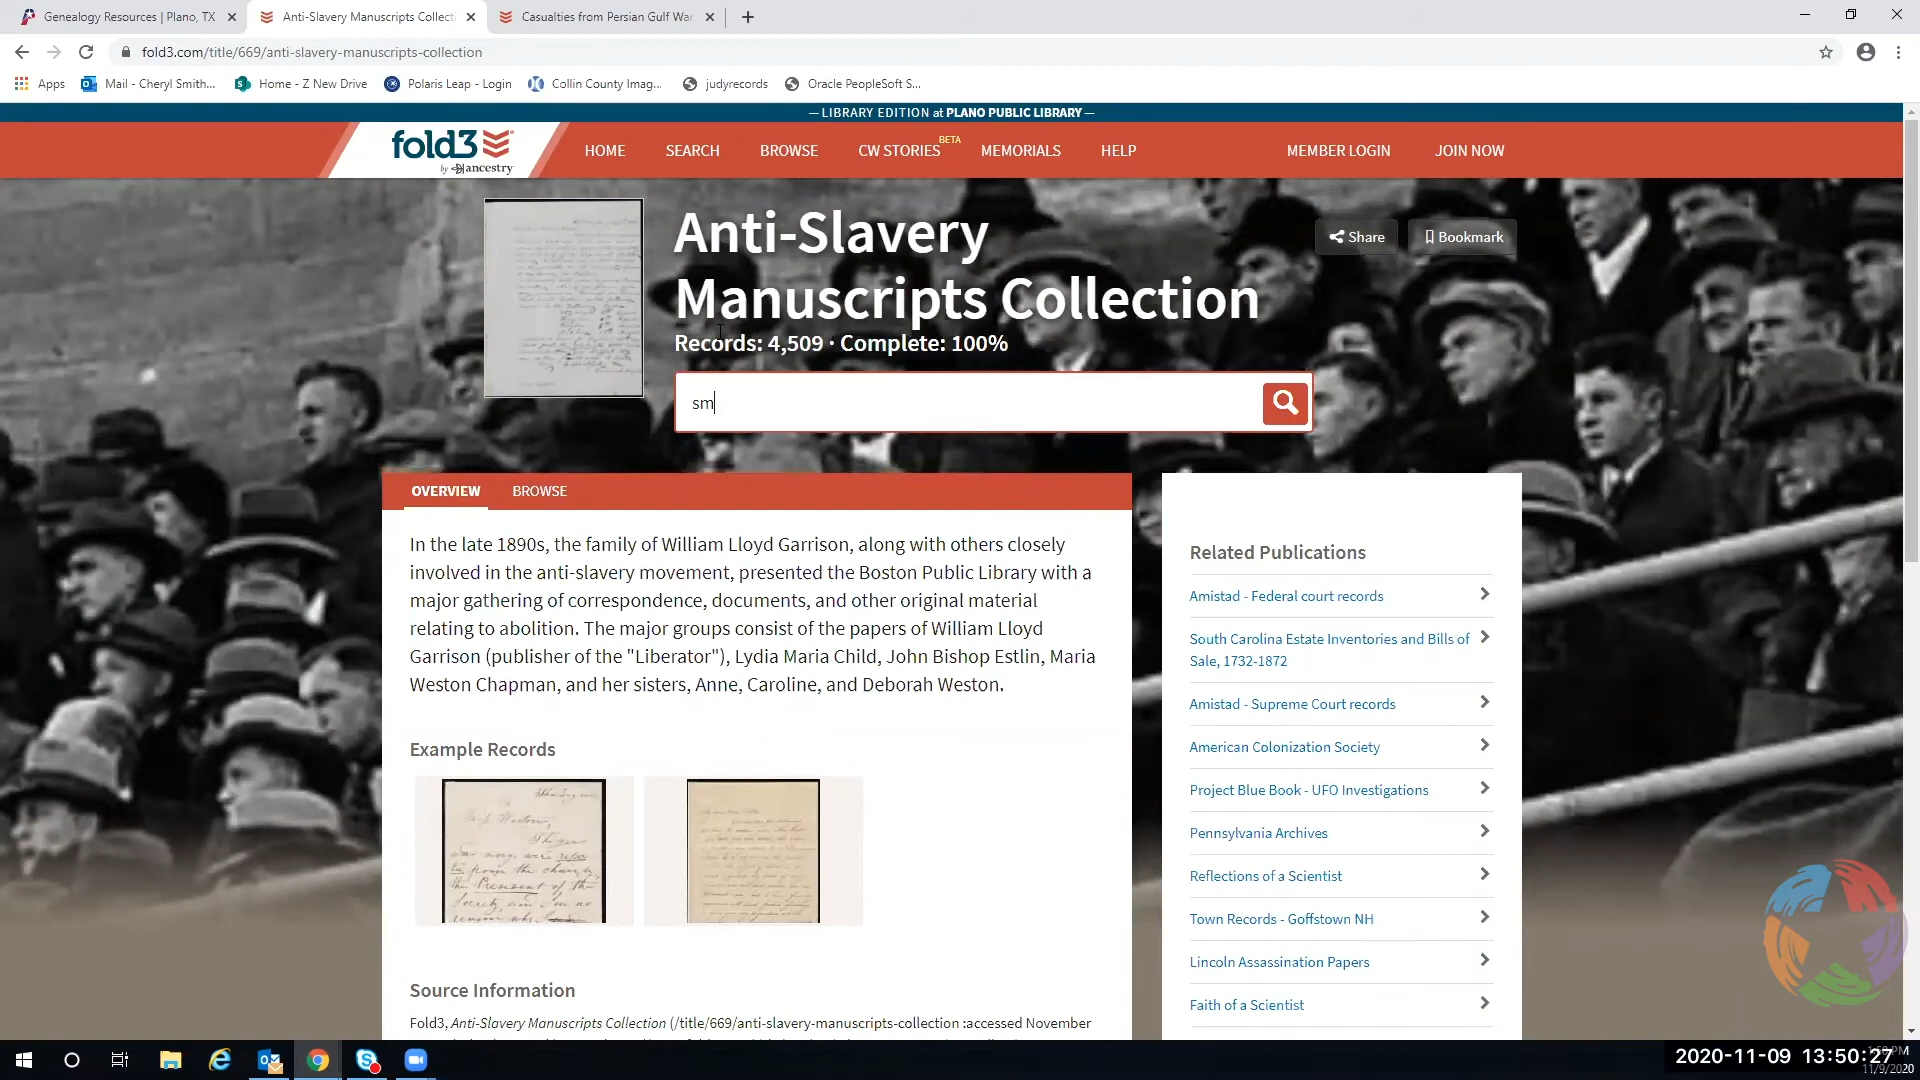 Genealogy Resources | Plano, TX
Anti-Slavery Manuscripts Collecti
Casualties from Persian Gulf War
fold3.com/title/669/anti-slavery-manuscripts-collection
Apps
Mail - Cheryl Smith...
Home - Z New Drive
Polaris Leap - Login
Collin County Imag...
judyrecords
Oracle PeopleSoft S...
— LIBRARY EDITION at PLANO PUBLIC LIBRARY —
fold3
by ancestry
HOME
SEARCH
BROWSE
CW STORIES BETA
MEMORIALS
HELP
MEMBER LOGIN
JOIN NOW
Anti-Slavery
Manuscripts Collection
Share
Bookmark
Records: 4,509 · Complete: 100%
sm
OVERVIEW
BROWSE
In the late 1890s, the family of William Lloyd Garrison, along with others closely
involved in the anti-slavery movement, presented the Boston Public Library with a
major gathering of correspondence, documents, and other original material
relating to abolition. The major groups consist of the papers of William Lloyd
Garrison (publisher of the "Liberator"), Lydia Maria Child, John Bishop Estlin, Maria
Weston Chapman, and her sisters, Anne, Caroline, and Deborah Weston.
Example Records
Source Information
Fold3, Anti-Slavery Manuscripts Collection (/title/669/anti-slavery-manuscripts-collection :accessed November
Related Publications
Amistad - Federal court records
South Carolina Estate Inventories and Bills of
Sale, 1732-1872
Amistad - Supreme Court records
American Colonization Society
Project Blue Book - UFO Investigations
Pennsylvania Archives
Reflections of a Scientist
Town Records - Goffstown NH
Lincoln Assassination Papers
Faith of a Scientist
2020-11-09 13:50:27
11/9/2020